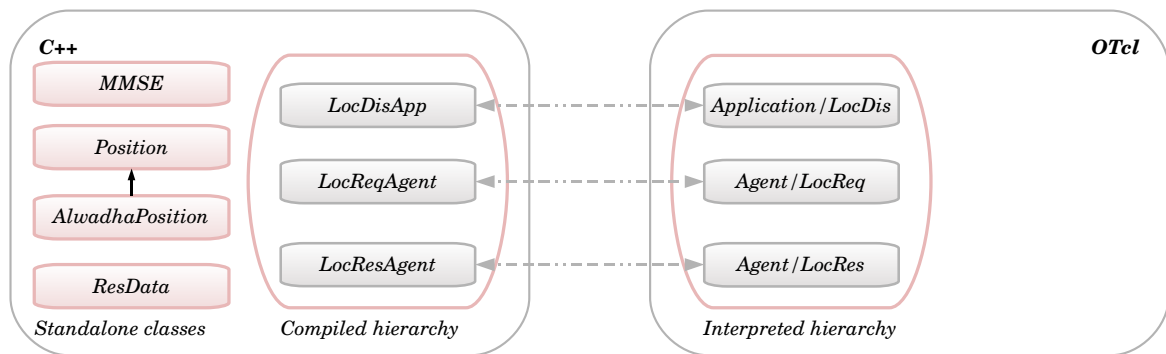 C++
OTcl
MMSE
Position
AlwadhaPosition
ResData
Standalone classes
LocDisApp
LocReqAgent
LocResAgent
Compiled hierarchy
Application/LocDis
Agent/LocReq
Agent/LocRes
Interpreted hierarchy